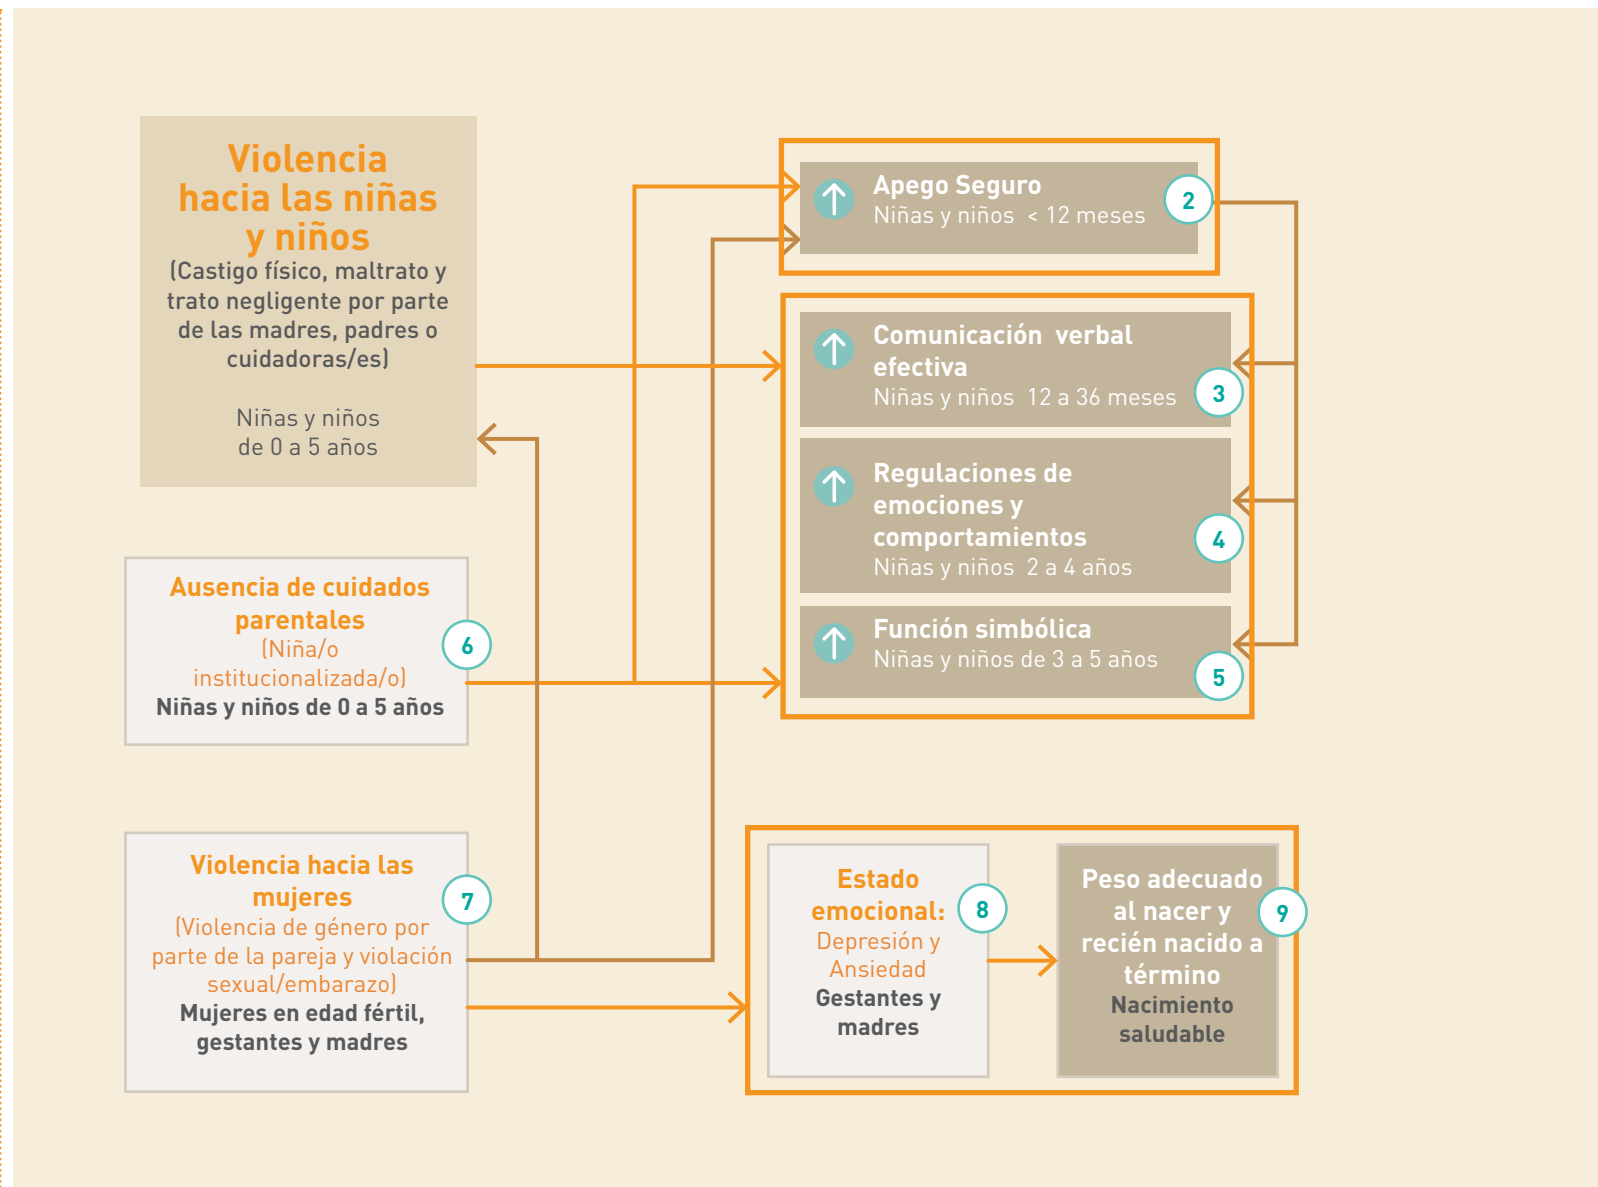 Violencia
hacia las niñas
y niños
(Castigo físico, maltrato y
trato negligente por parte
de las madres, padres o
cuidadoras/es)
Niñas y niños
de 0 a 5 años
Apego Seguro
Niñas y niños < 12 meses
2
Comunicación verbal
efectiva
Niñas y niños 12 a 36 meses
3
Regulaciones de
emociones y
comportamientos
Niñas y niños 2 a 4 años
4
Función simbólica
Niñas y niños de 3 a 5 años
5
Ausencia de cuidados
parentales
(Niña/o
institucionalizada/o)
Niñas y niños de 0 a 5 años
6
Violencia hacia las
mujeres
(Violencia de género por
parte de la pareja y violación
sexual/embarazo)
Mujeres en edad fértil,
gestantes y madres
7
Estado
emocional:
Depresión y
Ansiedad
Gestantes y
madres
8
Peso adecuado
al nacer y
recién nacido a
término
Nacimiento
saludable
9